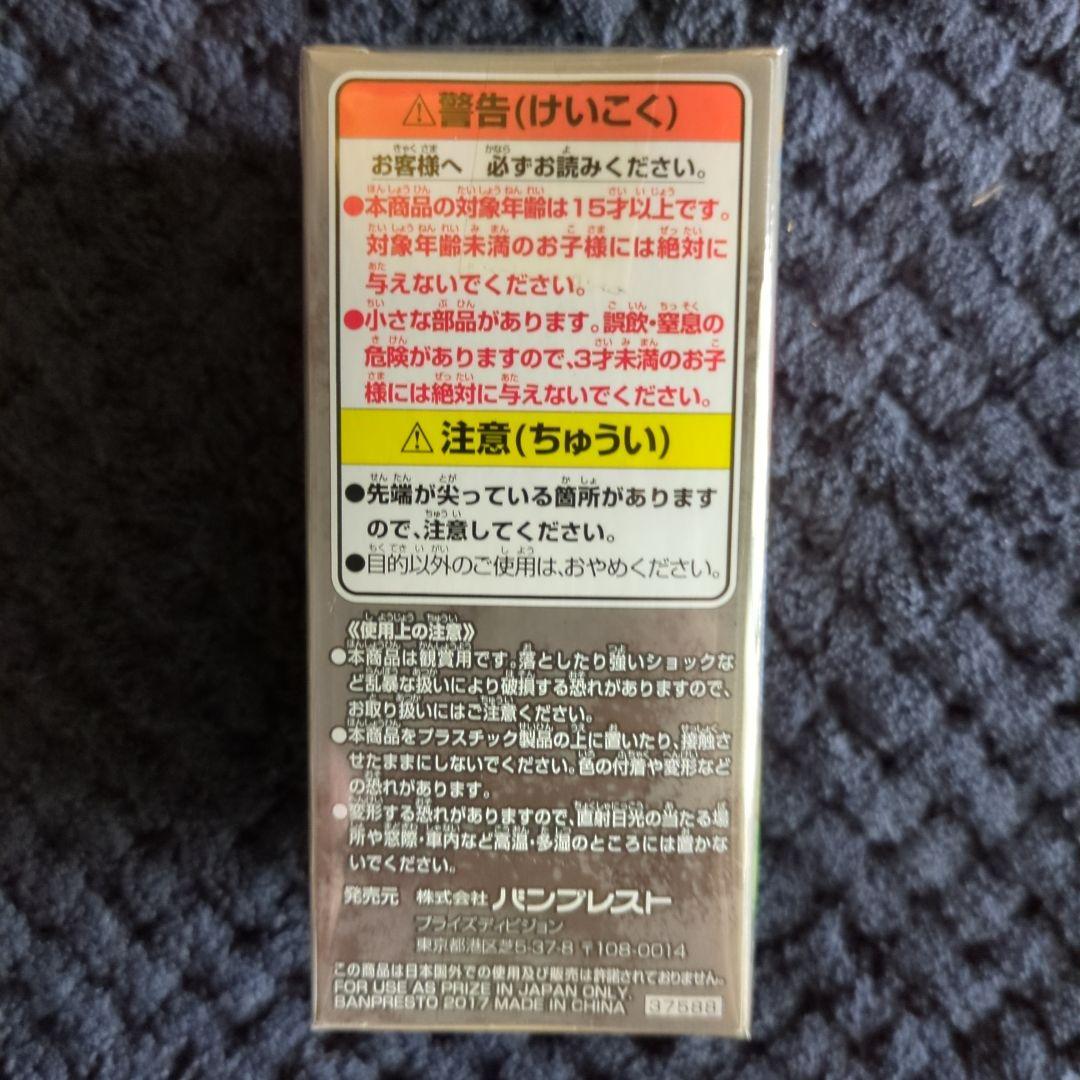 ⚠警告(けいこく)
お客様へ 必ずお読みください。
●本商品の対象年齢は15才以上です。
対象年齢未満のお子様には絶対に
与えないでください。
●小さな部品があります。誤飲・窒息の
危険がありますので、3才未満のお子
様には絶対に与えないでください。
⚠注意(ちゅうい)
●先端が尖っている箇所があります
ので、注意してください。
●目的以外のご使用は、おやめください。
《使用上の注意》
●本商品は観賞用です。落としたり強いショックな
ど乱暴な扱いにより破損する恐れがありますので、
お取り扱いにはご注意ください。
●本商品をプラスチック製品の上に置いたり、接触さ
せたままにしないでください。色の付着や変形など
の恐れがあります。
●変形する恐れがありますので、直射日光の当たる場
所や窓際・車内など高温・多湿のところには置かな
いでください。
発売元 株式会社 バンプレスト
プライズディビジョン
東京都港区芝5-37-8 〒108-0014
この商品は日本国外での使用及び販売は許諾されておりません。
FOR USE AS PRIZE IN JAPAN ONLY.
BANPRESTO 2017 MADE IN CHINA 37588